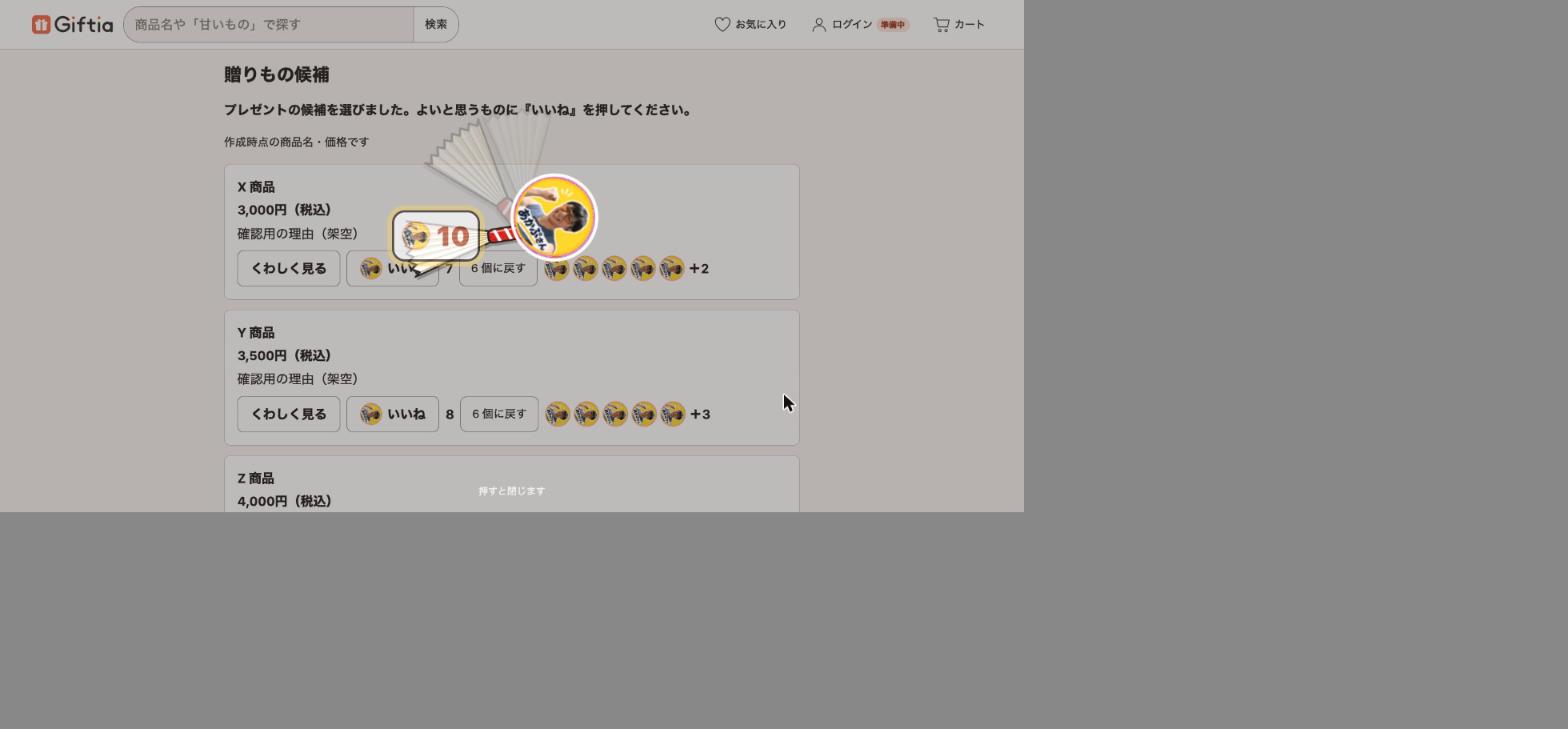 Giftia
商品名や「甘いもの」で探す
検索
お気に入り
ログイン 準備中
カート
贈りもの候補
プレゼントの候補を選びました。よいと思うものに『いいね』を押してください。
作成時点の商品名・価格です
X 商品
3,000円（税込）
確認用の理由（架空）
10
あかぶさん
くわしく見る
いいね
7
6 個に戻す
+2
Y 商品
3,500円（税込）
確認用の理由（架空）
くわしく見る
いいね
8
6 個に戻す
+3
Z 商品
4,000円（税込）
押すと閉じます